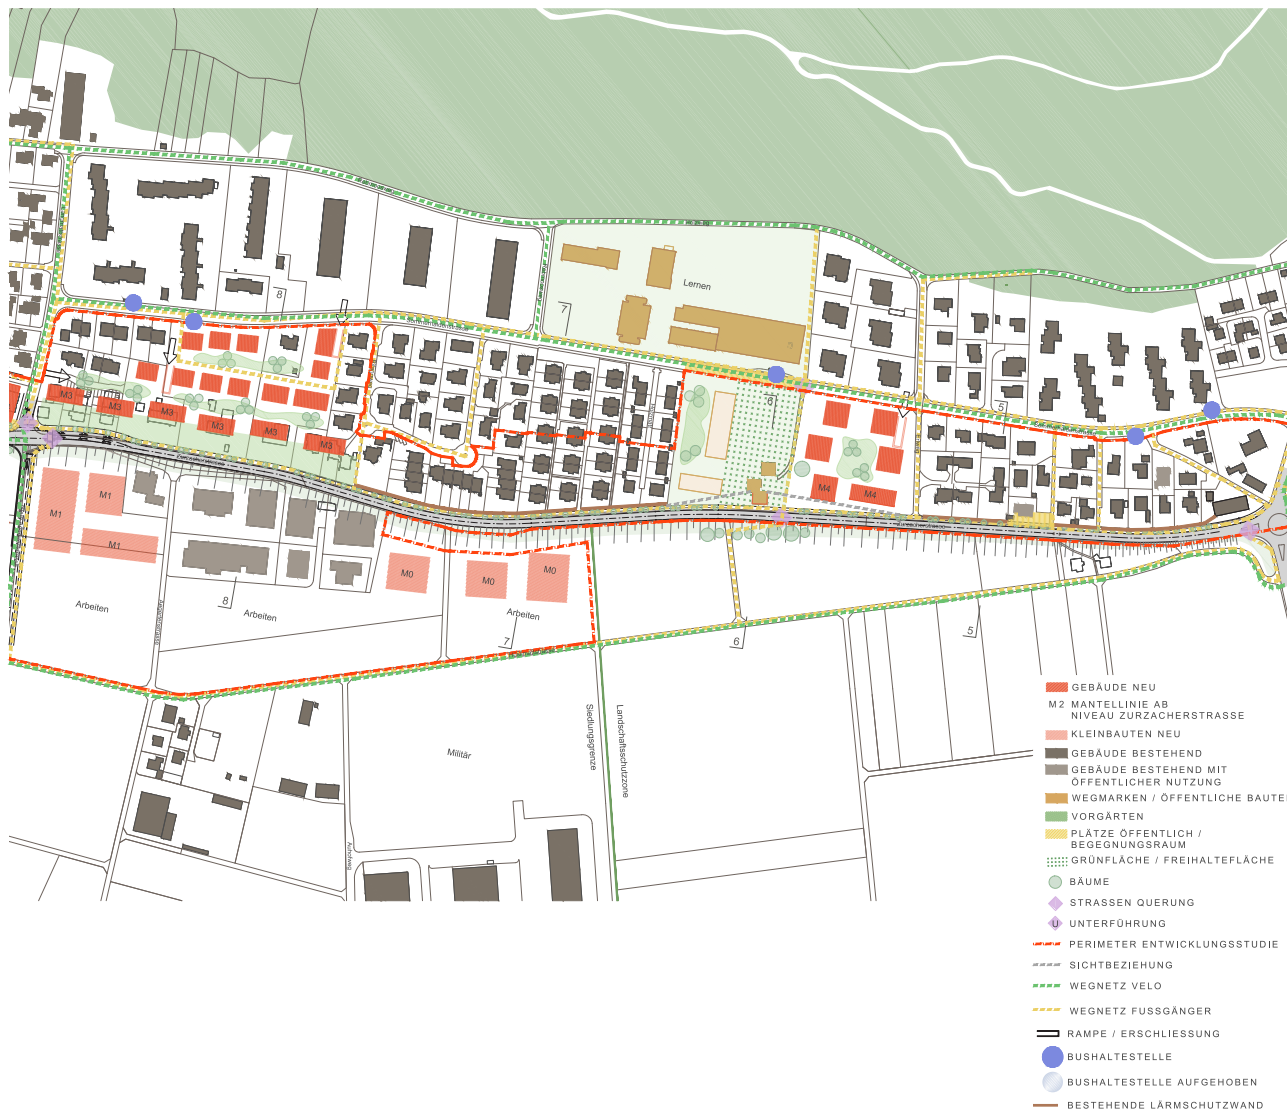 Lernen
8
7
6
5
M3
M3
M3
M3
M3
M3
M4
M4
M1
M1
M1
M0
M0
M0
Arbeiten
8
Arbeiten
Arbeiten
7
6
5
Siedlungsgrenze
Landschaftsschutzzone
Militär
GEBÄUDE NEU
M2 MANTELLINIE AB
NIVEAU ZURZACHERSTRASSE
KLEINBAUTEN NEU
GEBÄUDE BESTEHEND
GEBÄUDE BESTEHEND MIT
ÖFFENTLICHER NUTZUNG
WEGMARKEN / ÖFFENTLICHE BAUTE
VORGÄRTEN
PLÄTZE ÖFFENTLICH /
BEGEGNUNGSRAUM
GRÜNFLÄCHE / FREIHALTEFLÄCHE
BÄUME
STRASSEN QUERUNG
U UNTERFÜHRUNG
PERIMETER ENTWICKLUNGSSTUDIE
SICHTBEZIEHUNG
WEGNETZ VELO
WEGNETZ FUSSGÄNGER
RAMPE / ERSCHLIESSUNG
BUSHALTESTELLE
BUSHALTESTELLE AUFGEHOBEN
BESTEHENDE LÄRMSCHUTZWAND